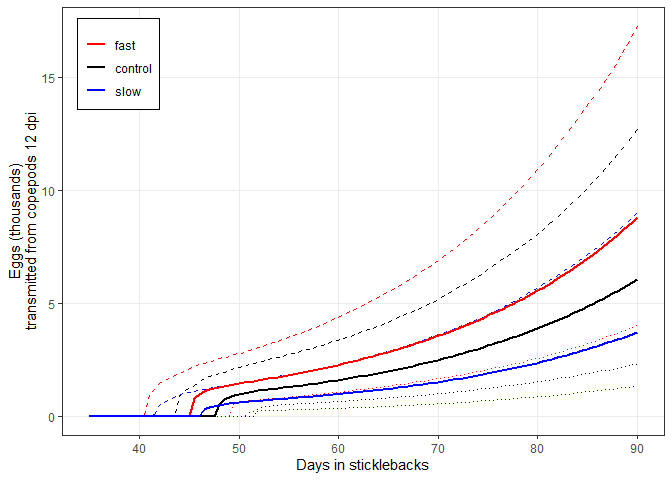 fast
control
slow
15
10
5
0
Eggs (thousands)
transmitted from copepods 12 dpi
40
50
60
70
80
90
Days in sticklebacks